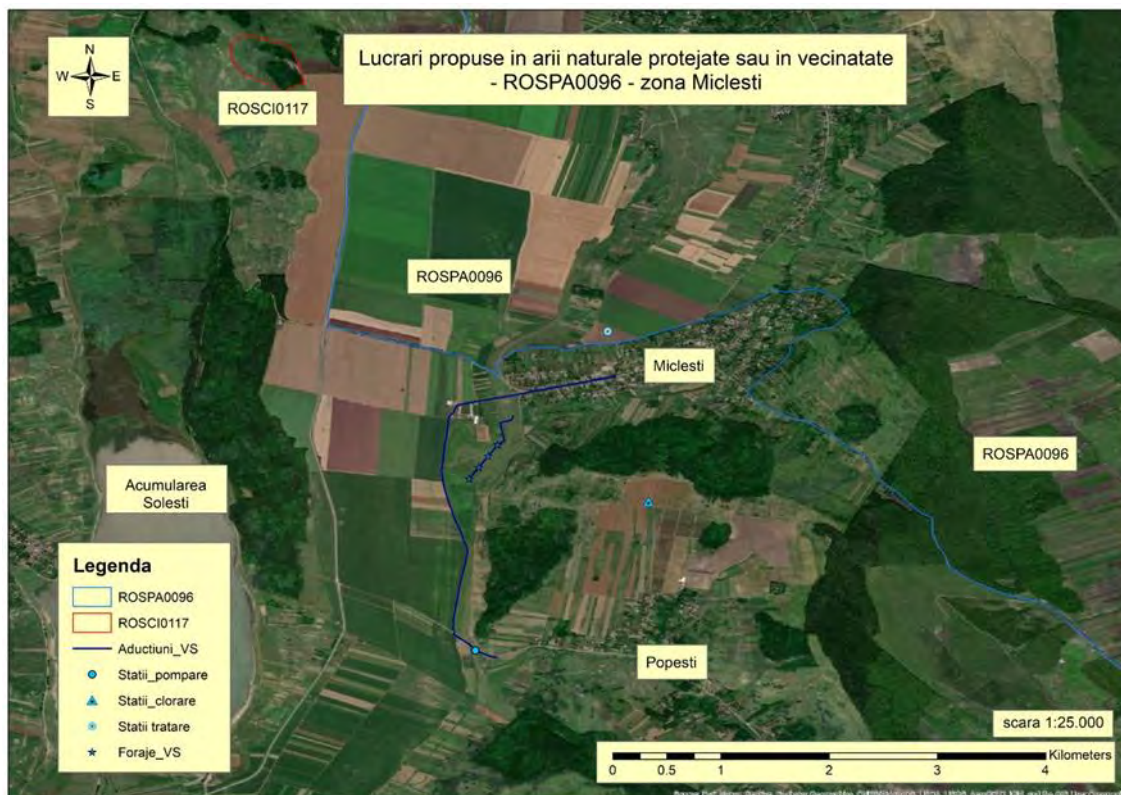 Lucrari propuse in arii naturale protejate sau in vecinatate
- ROSPA0096 - zona Miclesti
N
W E
S
ROSCI0117
ROSPA0096
Miclesti
ROSPA0096
Acumularea
Solesti
Popesti
Legenda
ROSPA0096
ROSCI0117
Aductiuni_VS
Statii_pompare
Statii_clorare
Statii tratare
Foraje_VS
scara 1:25.000
Kilometers
0 0.5 1 2 3 4